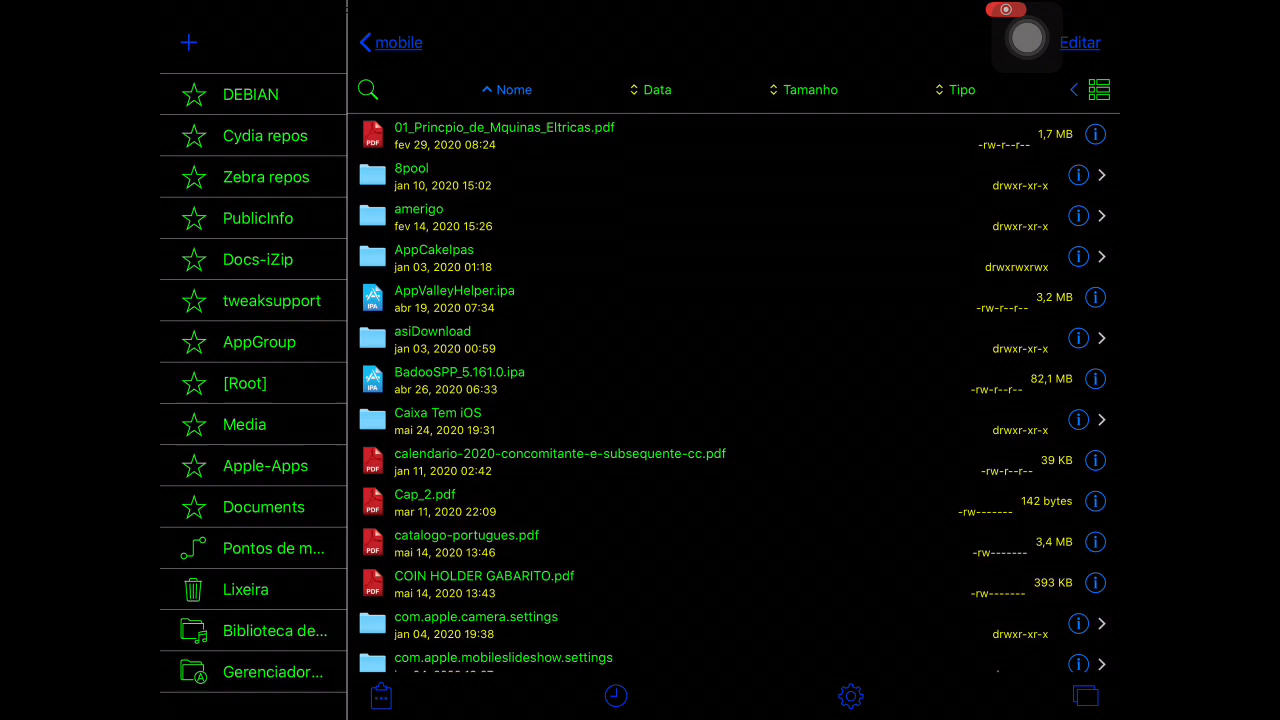 mobile
Editar
Nome
Data
Tamanho
Tipo
DEBIAN
Cydia repos
Zebra repos
PublicInfo
Docs-iZip
tweaksupport
AppGroup
[Root]
Media
Apple-Apps
Documents
Pontos de m...
Lixeira
Biblioteca de...
Gerenciador...
01_Princpio_de_Mquinas_Eltricas.pdf
fev 29, 2020 08:24
1,7 MB
-rw-r--r--
8pool
jan 10, 2020 15:02
drwxr-xr-x
amerigo
fev 14, 2020 15:26
drwxr-xr-x
AppCakeIpas
jan 03, 2020 01:18
drwxrwxrwx
AppValleyHelper.ipa
abr 19, 2020 07:34
3,2 MB
-rw-r--r--
asiDownload
jan 03, 2020 00:59
drwxr-xr-x
BadooSPP_5.161.0.ipa
abr 26, 2020 06:33
82,1 MB
-rw-r--r--
Caixa Tem iOS
mai 24, 2020 19:31
drwxr-xr-x
calendario-2020-concomitante-e-subsequente-cc.pdf
jan 11, 2020 02:42
39 KB
-rw-r--r--
Cap_2.pdf
mar 11, 2020 22:09
142 bytes
-rw-------
catalogo-portugues.pdf
mai 14, 2020 13:46
3,4 MB
-rw-------
COIN HOLDER GABARITO.pdf
mai 14, 2020 13:43
393 KB
-rw-------
com.apple.camera.settings
jan 04, 2020 19:38
drwxr-xr-x
com.apple.mobileslideshow.settings